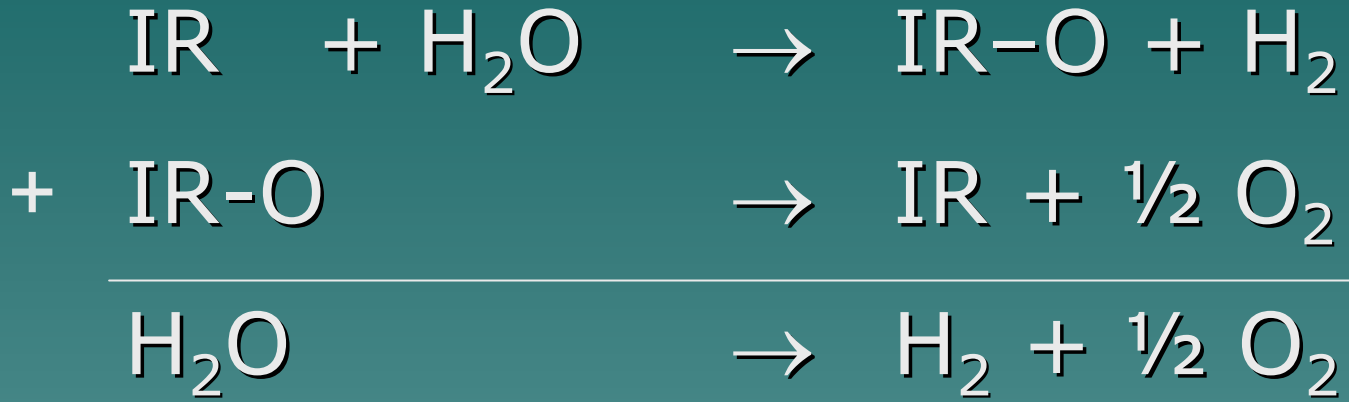 IR + H₂O → IR–O + H₂
+ IR-O → IR + ½ O₂
H₂O → H₂ + ½ O₂